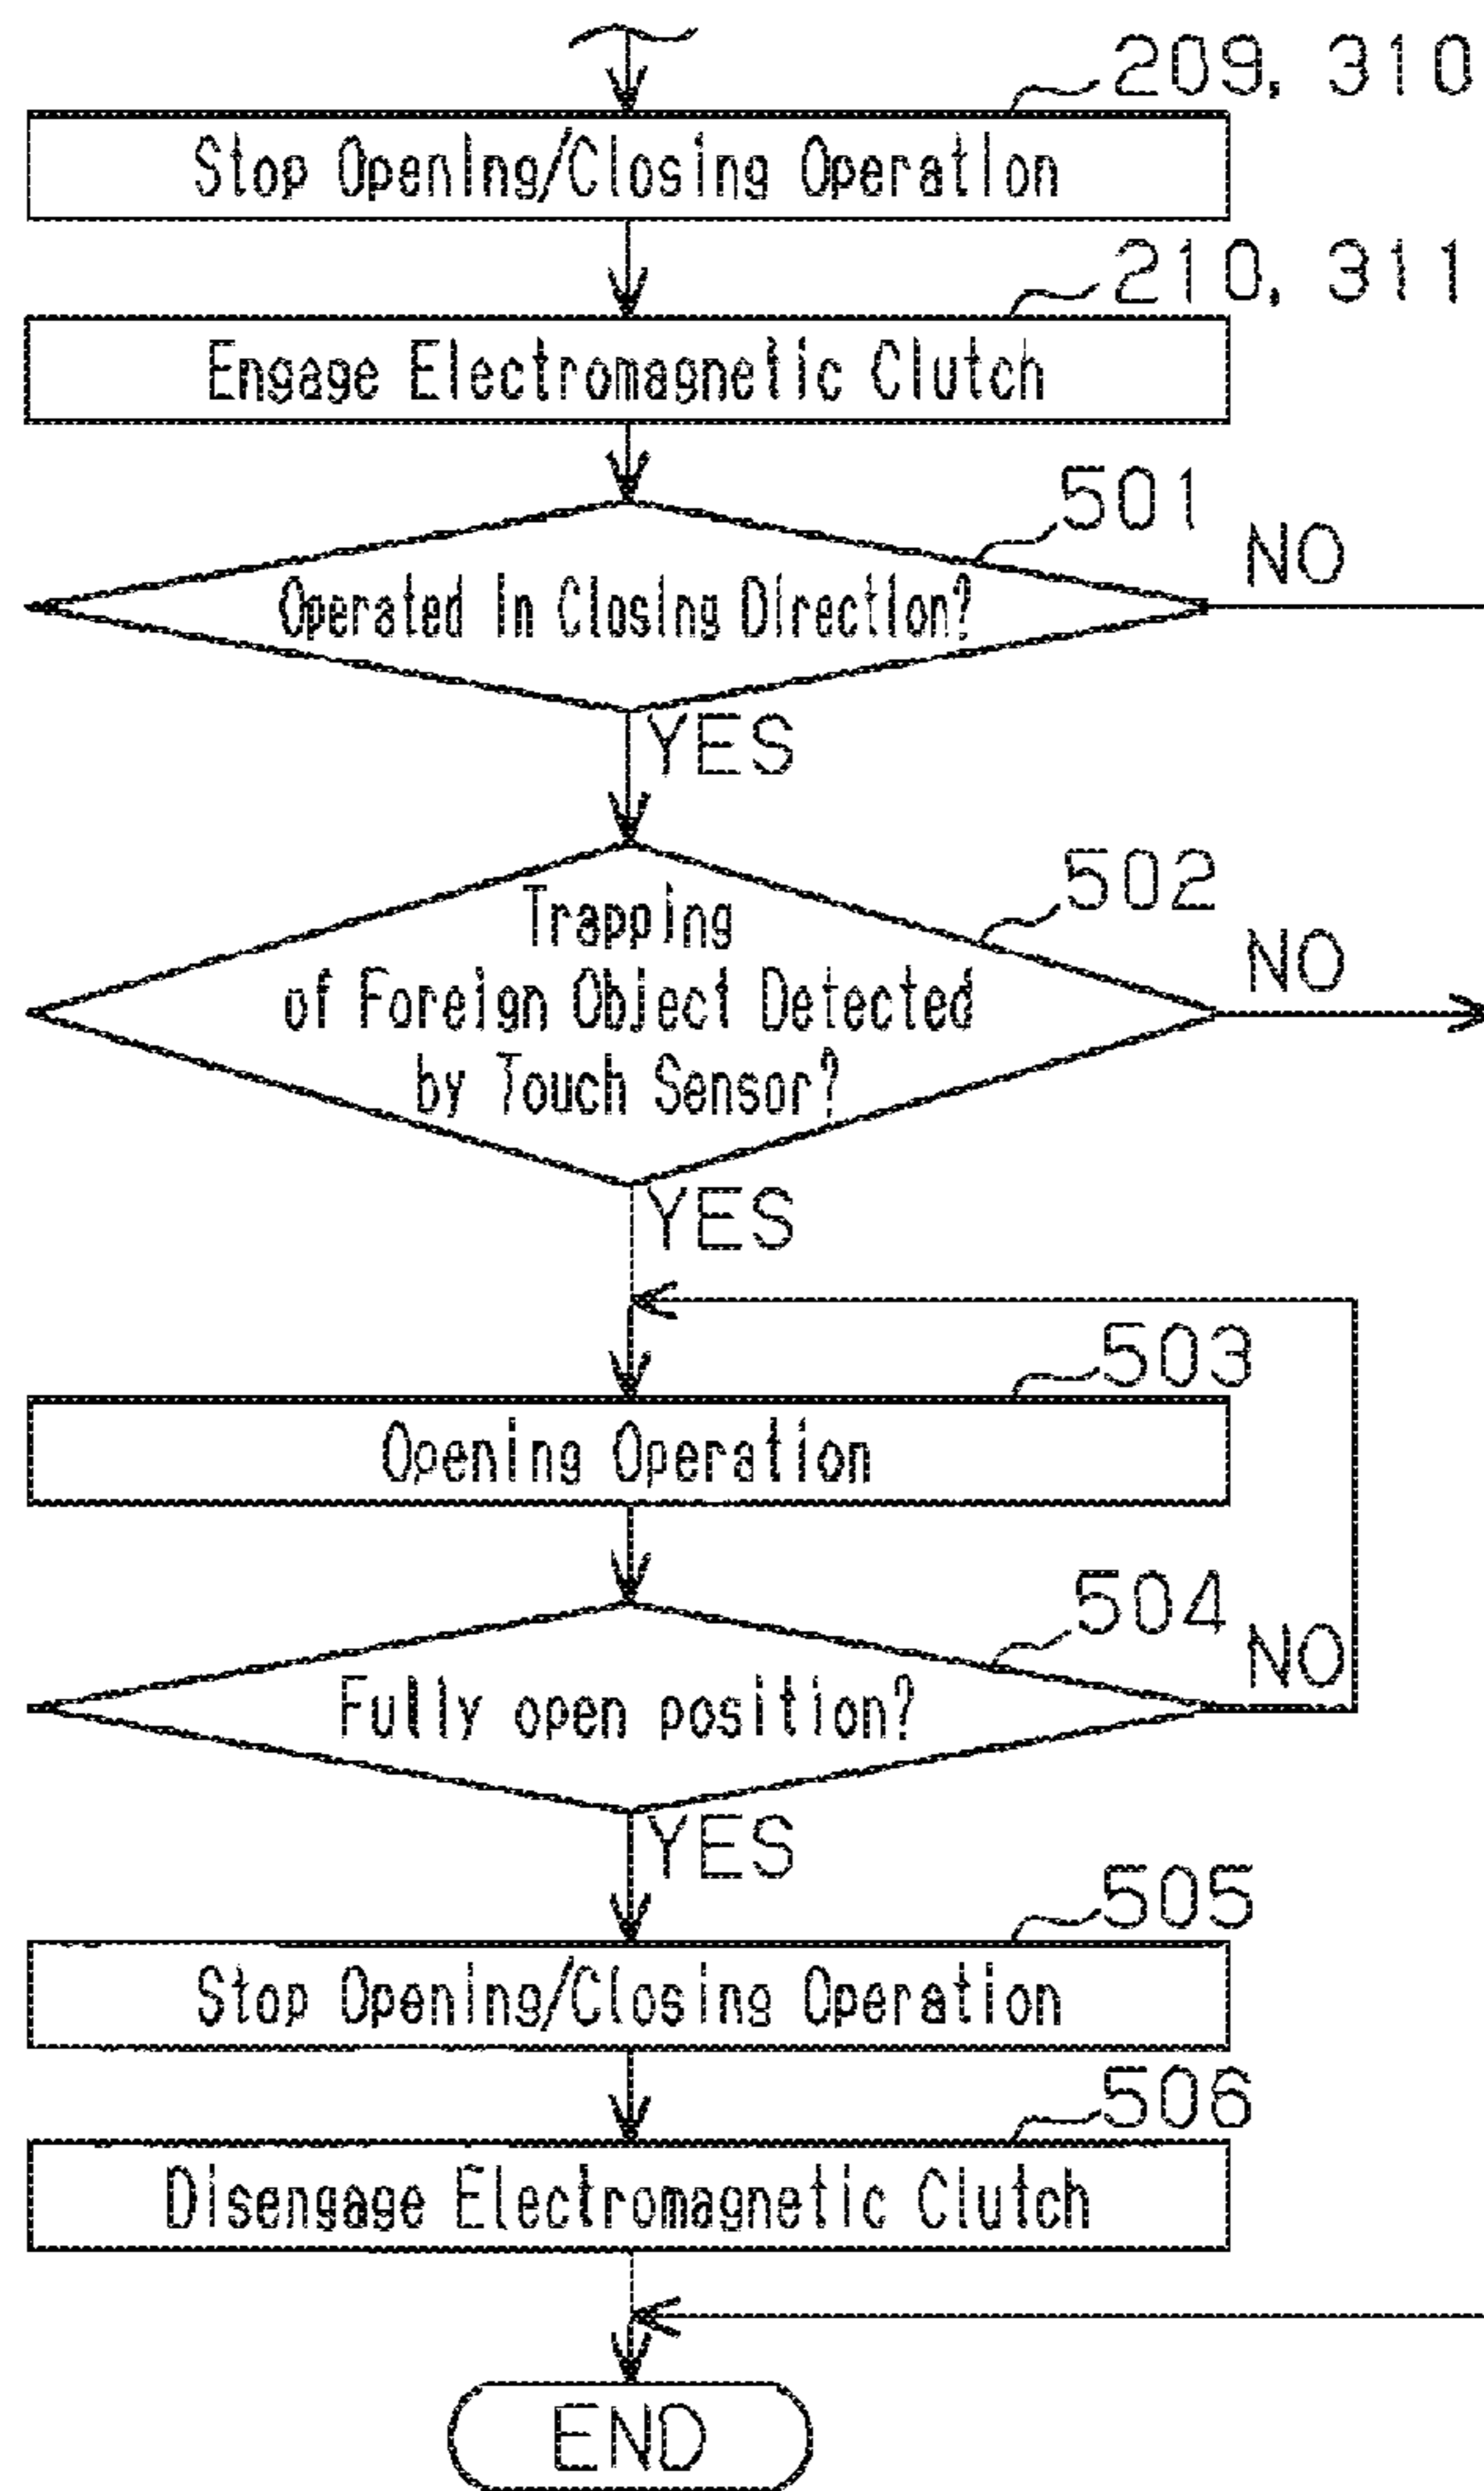 209, 310
Stop Opening/Closing Operation
210, 311
Engage Electromagnetic Clutch
501
NO
Operated in Closing Direction?
YES
502
NO
Trapping
of Foreign Object Detected
by Touch Sensor?
YES
503
Opening Operation
504
NO
Fully open position?
YES
505
Stop Opening/Closing Operation
506
Disengage Electromagnetic Clutch
END